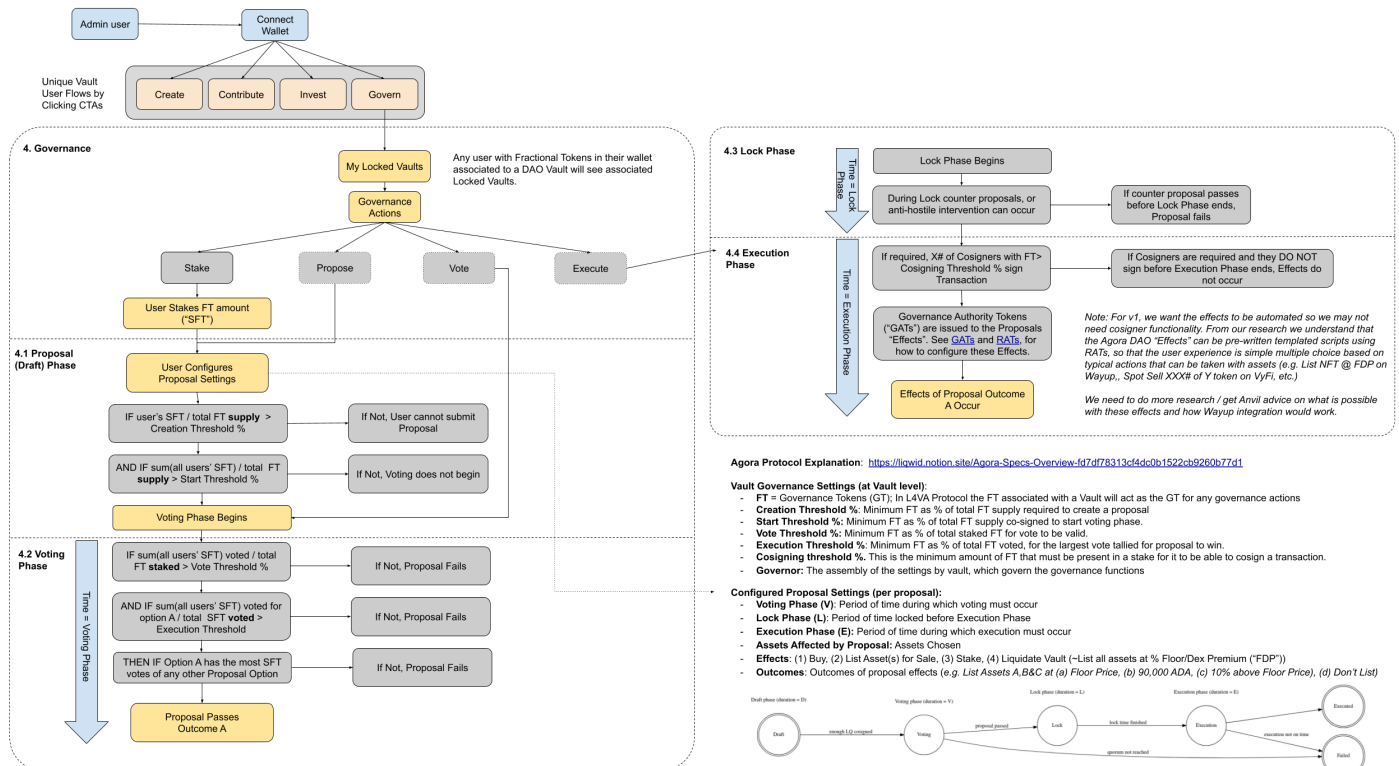 Admin user
Connect
Wallet
Unique Vault
User Flows by
Clicking CTAs
Create
Contribute
Invest
Govern
4. Governance
My Locked Vaults
Any user with Fractional Tokens in their wallet
associated to a DAO Vault will see associated
Locked Vaults.
Governance
Actions
Stake
Propose
Vote
Execute
User Stakes FT amount
(“SFT”)
4.1 Proposal
(Draft) Phase
User Configures
Proposal Settings
IF user's SFT / total FT supply >
Creation Threshold %
If Not, User cannot submit
Proposal
AND IF sum(all users' SFT) / total FT
supply > Start Threshold %
If Not, Voting does not begin
Voting Phase Begins
4.2 Voting
Phase
Time = Voting Phase
IF sum(all users' SFT) voted / total
FT staked > Vote Threshold %
If Not, Proposal Fails
AND IF sum(all users' SFT) voted for
option A / total SFT voted >
Execution Threshold
If Not, Proposal Fails
THEN IF Option A has the most SFT
votes of any other Proposal Option
If Not, Proposal Fails
Proposal Passes
Outcome A
4.3 Lock Phase
Time = Lock
Phase
Lock Phase Begins
During Lock counter proposals, or
anti-hostile intervention can occur
If counter proposal passes
before Lock Phase ends,
Proposal fails
4.4 Execution
Phase
Time = Execution Phase
If required, X# of Cosigners with FT>
Cosigning Threshold % sign
Transaction
If Cosigners are required and they DO NOT
sign before Execution Phase ends, Effects do
not occur
Governance Authority Tokens
(“GATs”) are issued to the Proposals
“Effects”. See GATs and RATs, for
how to configure these Effects.
Effects of Proposal Outcome
A Occur
Note: For v1, we want the effects to be automated so we may not
need cosigner functionality. From our research we understand that
the Agora DAO “Effects” can be pre-written templated scripts using
RATs, so that the user experience is simple multiple choice based on
typical actions that can be taken with assets (e.g. List NFT @ FDP on
Wayup,, Spot Sell XXX# of Y token on VyFi, etc.)
We need to do more research / get Anvil advice on what is possible
with these effects and how Wayup integration would work.
Agora Protocol Explanation: https://liqwid.notion.site/Agora-Specs-Overview-fd7df78313cf4dc0b1522cb9260b77d1
Vault Governance Settings (at Vault level):
- FT = Governance Tokens (GT); In L4VA Protocol the FT associated with a Vault will act as the GT for any governance actions
- Creation Threshold %: Minimum FT as % of total FT supply required to create a proposal
- Start Threshold %: Minimum FT as % of total FT supply co-signed to start voting phase.
- Vote Threshold %: Minimum FT as % of total staked FT for vote to be valid.
- Execution Threshold %: Minimum FT as % of total FT voted, for the largest vote tallied for proposal to win.
- Cosigning threshold %. This is the minimum amount of FT that must be present in a stake for it to be able to cosign a transaction.
- Governor: The assembly of the settings by vault, which govern the governance functions
Configured Proposal Settings (per proposal):
- Voting Phase (V): Period of time during which voting must occur
- Lock Phase (L): Period of time locked before Execution Phase
- Execution Phase (E): Period of time during which execution must occur
- Assets Affected by Proposal: Assets Chosen
- Effects: (1) Buy, (2) List Asset(s) for Sale, (3) Stake, (4) Liquidate Vault (~List all assets at % Floor/Dex Premium (“FDP”))
- Outcomes: Outcomes of proposal effects (e.g. List Assets A,B&C at (a) Floor Price, (b) 90,000 ADA, (c) 10% above Floor Price), (d) Don't List)
Draft phase (duration = D)
Voting phase (duration = V)
Lock phase (duration = L)
Execution phase (duration = E)
Draft
enough LQ cosigned
Voting
proposal passed
Lock
lock time finished
Execution
Executed
execution not on time
quorum not reached
Failed